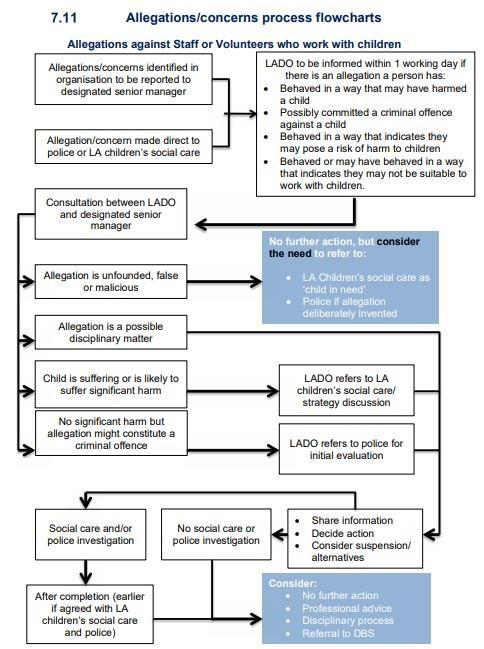 7.11 Allegations/concerns process flowcharts
Allegations against Staff or Volunteers who work with children
Allegations/concerns identified in
organisation to be reported to
designated senior manager
Allegation/concern made direct to
police or LA children's social care
LADO to be informed within 1 working day if
there is an allegation a person has:
• Behaved in a way that may have harmed
a child
• Possibly committed a criminal offence
against a child
• Behaved in a way that indicates they
may pose a risk of harm to children
• Behaved or may have behaved in a way
that indicates they may not be suitable to
work with children.
Consultation between LADO
and designated senior
manager
No further action, but consider
the need to refer to:
• LA Children's social care as
'child in need'
• Police if allegation
deliberately invented
Allegation is unfounded, false
or malicious
Allegation is a possible
disciplinary matter
Child is suffering or is likely to
suffer significant harm
LADO refers to LA
children's social care/
strategy discussion
No significant harm but
allegation might constitute a
criminal offence
LADO refers to police for
initial evaluation
Social care and/or
police investigation
No social care or
police investigation
• Share information
• Decide action
• Consider suspension/
alternatives
After completion (earlier
if agreed with LA
children's social care
and police)
Consider:
• No further action
• Professional advice
• Disciplinary process
• Referral to DBS